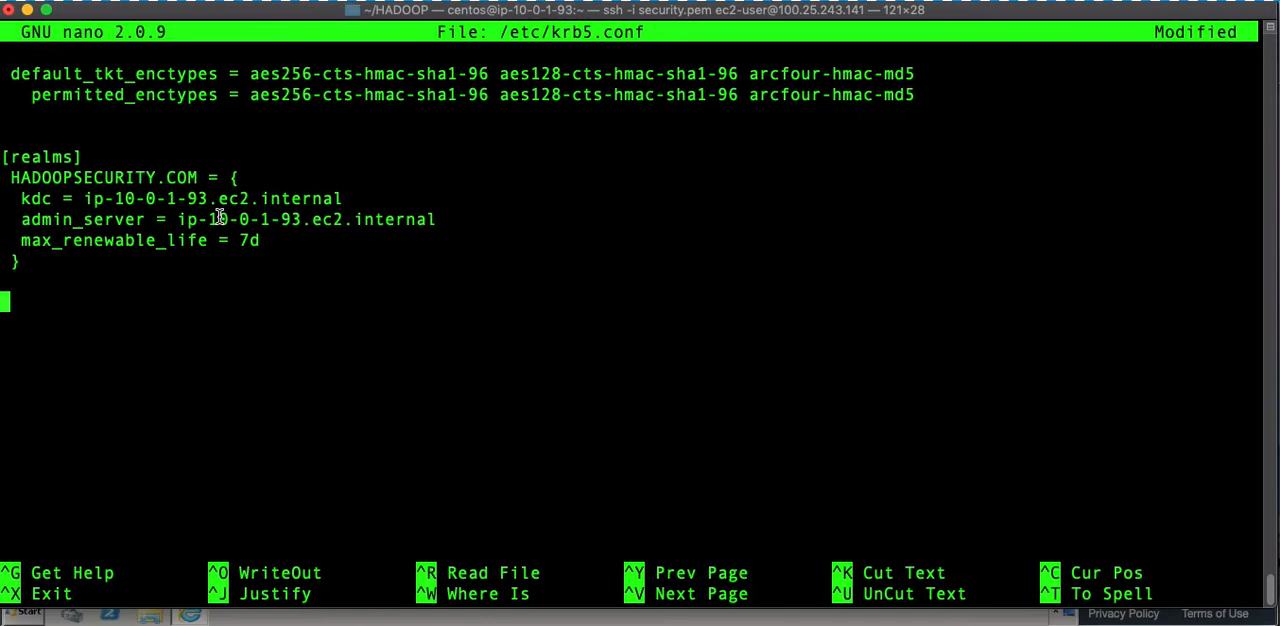 ~/HADOOP — centos@ip-10-0-1-93:~ — ssh -i security.pem ec2-user@100.25.243.141 — 121×28
GNU nano 2.0.9 File: /etc/krb5.conf Modified
default_tkt_enctypes = aes256-cts-hmac-sha1-96 aes128-cts-hmac-sha1-96 arcfour-hmac-md5
permitted_enctypes = aes256-cts-hmac-sha1-96 aes128-cts-hmac-sha1-96 arcfour-hmac-md5
[realms]
HADOOPSECURITY.COM = {
kdc = ip-10-0-1-93.ec2.internal
admin_server = ip-10-0-1-93.ec2.internal
max_renewable_life = 7d
}
^G Get Help ^O WriteOut ^R Read File ^Y Prev Page ^K Cut Text ^C Cur Pos
^X Exit ^J Justify ^W Where Is ^V Next Page ^U UnCut Text ^T To Spell
Start Privacy Policy Terms of Use